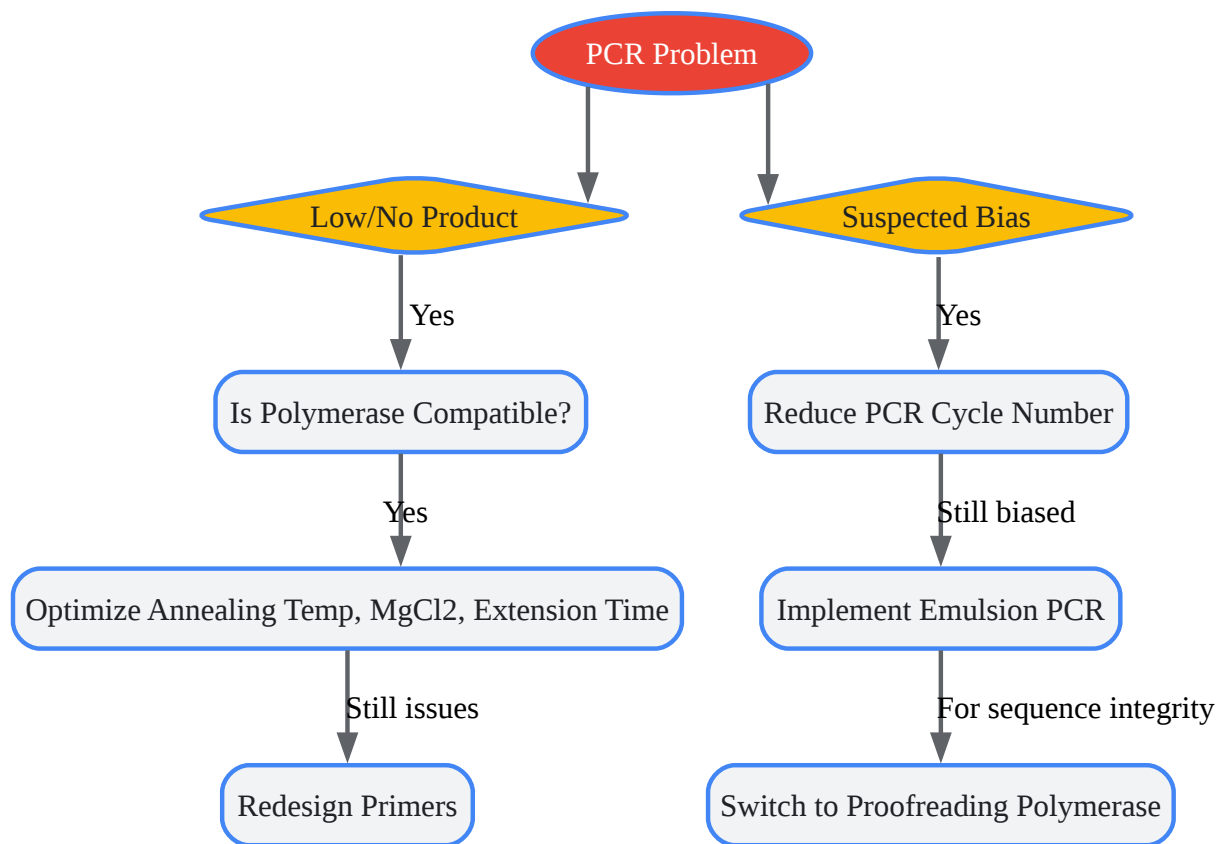 PCR Problem
Low/No Product
Suspected Bias
Yes
Yes
Is Polymerase Compatible?
Reduce PCR Cycle Number
Yes
Still biased
Optimize Annealing Temp, MgCl2, Extension Time
Implement Emulsion PCR
Still issues
For sequence integrity
Redesign Primers
Switch to Proofreading Polymerase